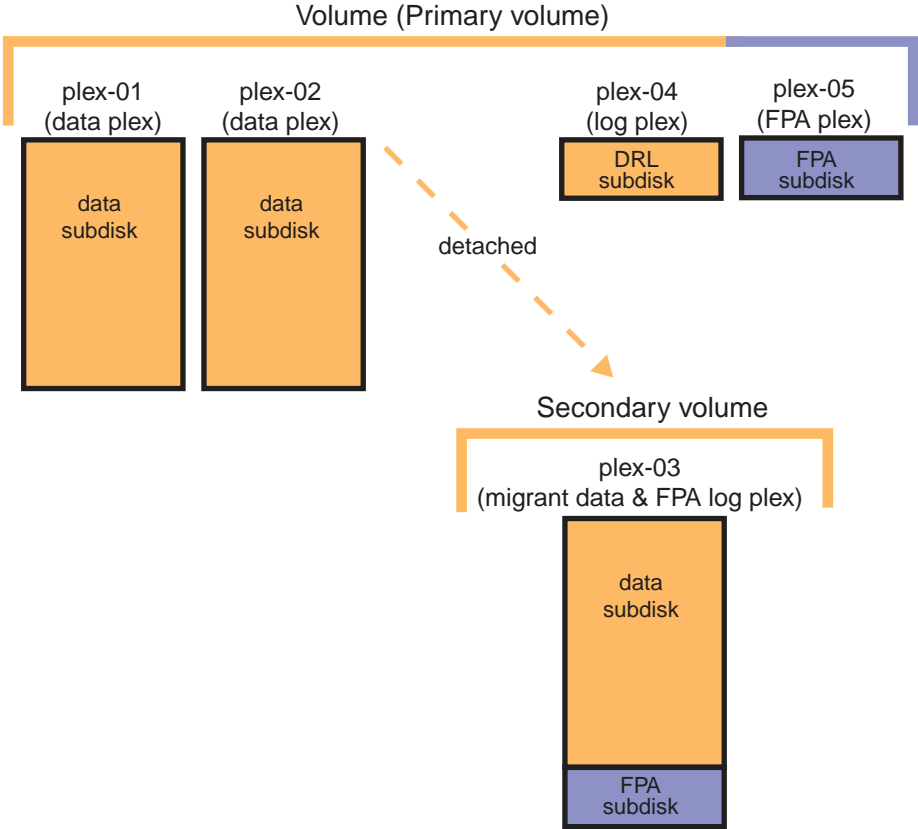 Volume (Primary volume)
plex-01
(data plex)
plex-02
(data plex)
plex-04
(log plex)
plex-05
(FPA plex)
data
subdisk
data
subdisk
DRL
subdisk
FPA
subdisk
detached
Secondary volume
plex-03
(migrant data & FPA log plex)
data
subdisk
FPA
subdisk